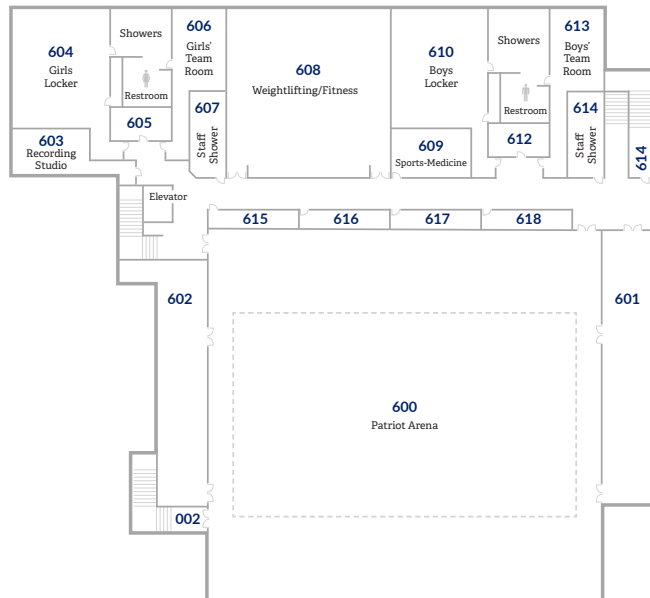 604
Girls
Locker
Showers
Restroom
606
Girls'
Team
Room
608
Weightlifting/Fitness
610
Boys
Locker
Showers
Restroom
613
Boys'
Team
Room
607
Staff
Shower
605
603
Recording
Studio
609
Sports-Medicine
612
614
Staff
Shower
614
Elevator
615
616
617
618
602
601
600
Patriot Arena
002